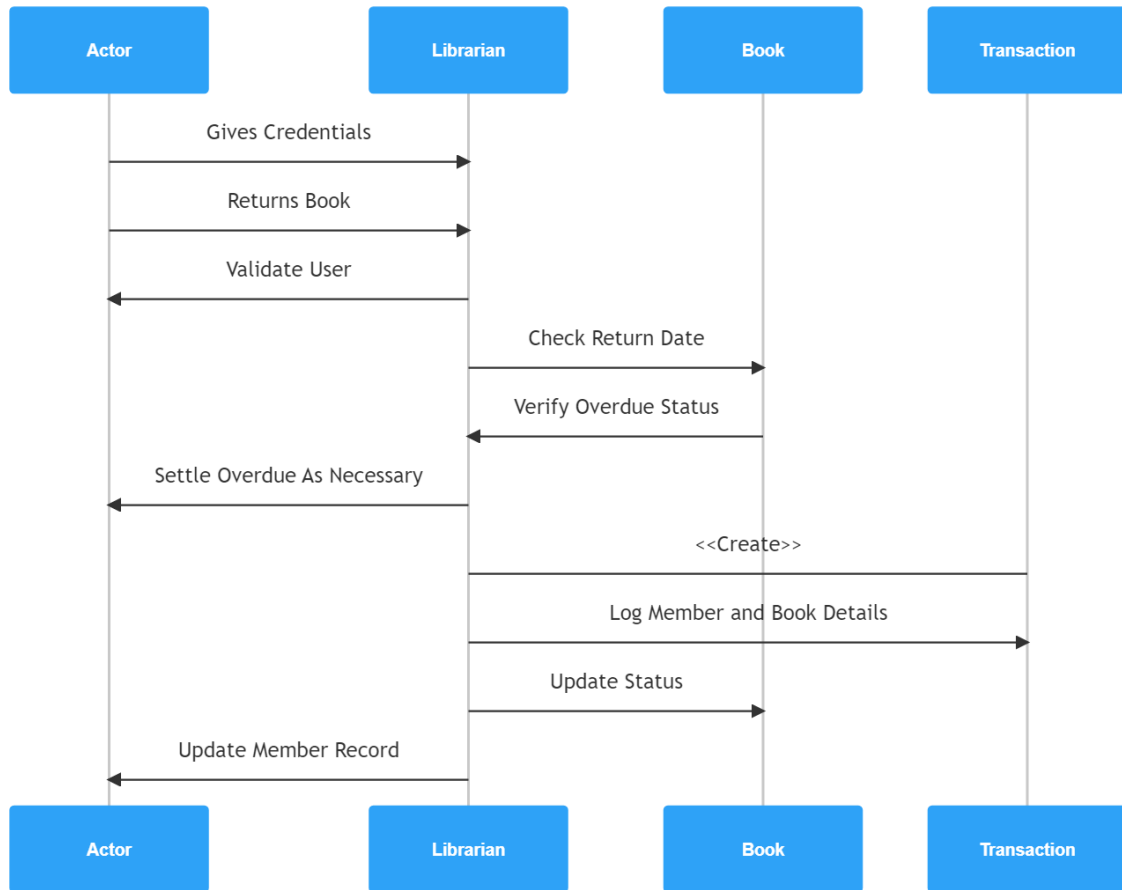 Actor
Librarian
Book
Transaction
Gives Credentials
Returns Book
Validate User
Check Return Date
Verify Overdue Status
Settle Overdue As Necessary
<<Create>>
Log Member and Book Details
Update Status
Update Member Record
Actor
Librarian
Book
Transaction